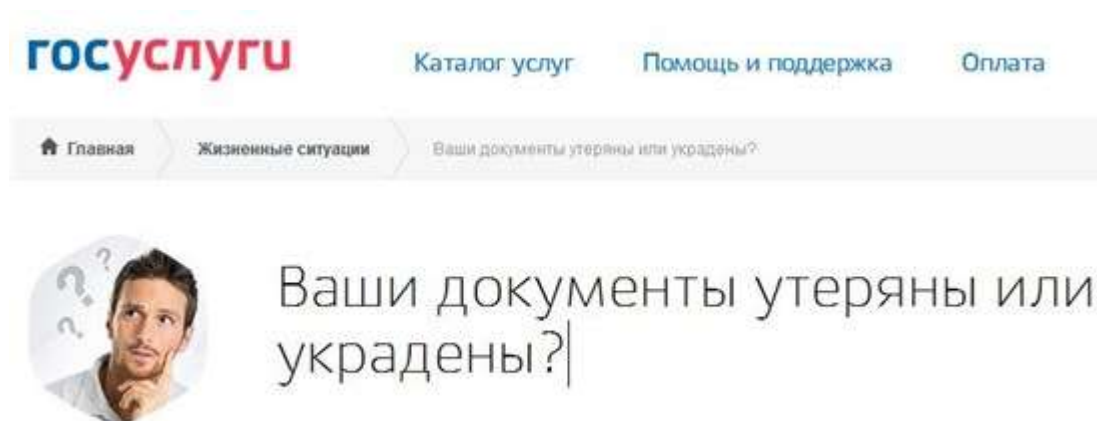 госуслуги
Каталог услуг Помощь и поддержка Оплата
Главная Жизненные ситуации Ваши документы утеряны или украдены?
? ? ?
Ваши документы утеряны или
украдены?